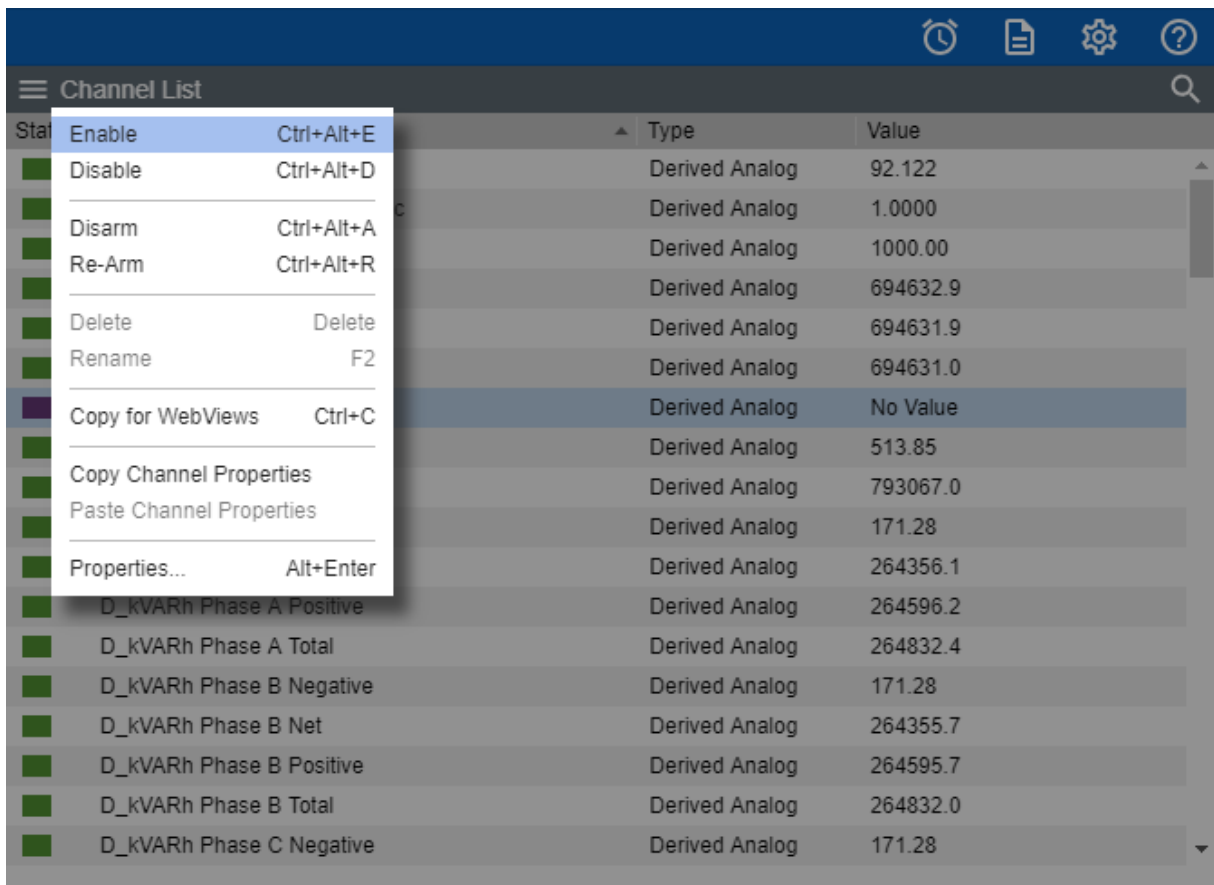 Channel List
Stat Type Value
Enable Ctrl+Alt+E
Disable Ctrl+Alt+D
Disarm Ctrl+Alt+A
Re-Arm Ctrl+Alt+R
Delete Delete
Rename F2
Copy for WebViews Ctrl+C
Copy Channel Properties
Paste Channel Properties
Properties... Alt+Enter
Derived Analog 92.122
c Derived Analog 1.0000
Derived Analog 1000.00
Derived Analog 694632.9
Derived Analog 694631.9
Derived Analog 694631.0
Derived Analog No Value
Derived Analog 513.85
Derived Analog 793067.0
Derived Analog 171.28
Derived Analog 264356.1
D_kVARh Phase A Positive Derived Analog 264596.2
D_kVARh Phase A Total Derived Analog 264832.4
D_kVARh Phase B Negative Derived Analog 171.28
D_kVARh Phase B Net Derived Analog 264355.7
D_kVARh Phase B Positive Derived Analog 264595.7
D_kVARh Phase B Total Derived Analog 264832.0
D_kVARh Phase C Negative Derived Analog 171.28